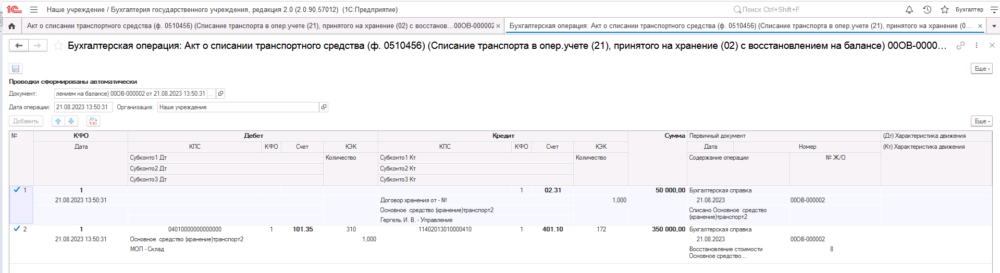 1С Наше учреждение / Бухгалтерия государственного учреждения, редакция 2.0 (2.0.90.57012) (1С:Предприятие) Поиск Ctrl+Shift+F Бухгалтер
Акт о списании транспортного средства (ф. 0510456) (Списание транспорта в опер.учете (21), принятого на хранение (02) с восстанов...00ОВ-000002 × Бухгалтерская операция: Акт о списании транспортного средства (ф. 0510456) (Списание транспорта в опер.учете (21), принятого на хранение (0... ×
Бухгалтерская операция: Акт о списании транспортного средства (ф. 0510456) (Списание транспорта в опер.учете (21), принятого на хранение (02) с восстановлением на балансе) 00ОВ-0000...
Еще
Проводки сформированы автоматически
Документ: лением на балансе) 00ОВ-000002 от 21.08.2023 13:50:31 ...
Дата операции: 21.08.2023 13:50:31 Организация: Наше учреждение
Добавить Дт Кт Еще
№ КФО Дебет Кредит Сумма Первичный документ (Дт) Характеристика движения
Дата КПС КФО Счет КЭК КПС КФО Счет КЭК Дата Номер (Кт) Характеристика движения
Субконто1 Дт Количество Субконто1 Кт Количество Содержание операции № Ж/О
Субконто2 Дт Субконто2 Кт
Субконто3 Дт Субконто3 Кт
1 1 1 02.31 50 000,00 Бухгалтерская справка
21.08.2023 13:50:31 Договор хранения от - № 1,000 21.08.2023 00ОВ-000002
Основное средство (хранение)транспорт2 Списано Основное средство
(хранение)транспорт2
Гергель И. В. - Управление
2 1 04010000000000000 1 101.35 310 11402013010000410 1 401.10 172 350 000,00 Бухгалтерская справка
21.08.2023 13:50:31 Основное средство (хранение)транспорт2 1,000 21.08.2023 00ОВ-000002
МОЛ - Склад Восстановление стоимости 8
Основное средство...